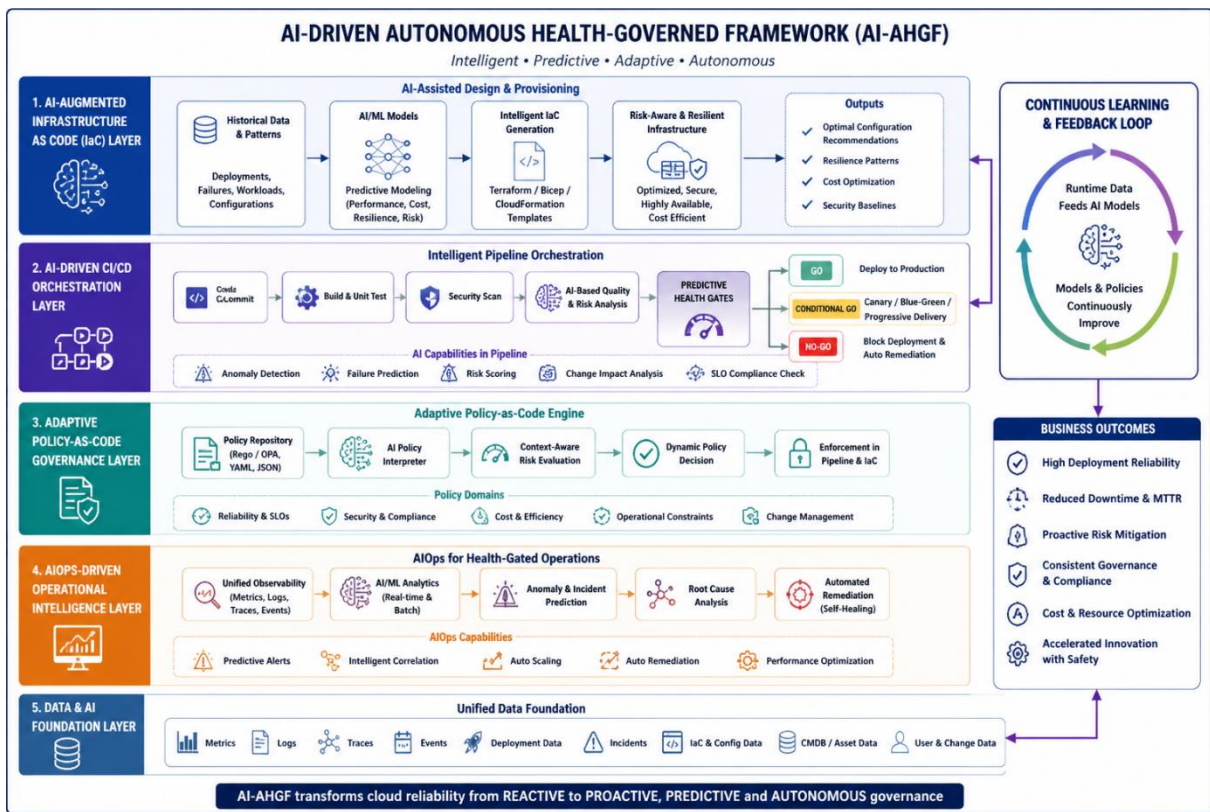 AI-DRIVEN AUTONOMOUS HEALTH-GOVERNED FRAMEWORK (AI-AHGF)
Intelligent • Predictive • Adaptive • Autonomous
1. AI-AUGMENTED
INFRASTRUCTURE
AS CODE (IaC) LAYER
AI-Assisted Design & Provisioning
Historical Data
& Patterns
Deployments,
Failures, Workloads,
Configurations
AI/ML Models
Predictive Modeling
(Performance, Cost,
Resilience, Risk)
Intelligent IaC
Generation
</>
Terraform / Bicep /
CloudFormation
Templates
Risk-Aware & Resilient
Infrastructure
Optimized, Secure,
Highly Available,
Cost Efficient
Outputs
Optimal Configuration
Recommendations
Resilience Patterns
Cost Optimization
Security Baselines
2. AI-DRIVEN CI/CD
ORCHESTRATION
LAYER
Intelligent Pipeline Orchestration
</>
Build & Unit Test
Security Scan
AI-Based Quality
& Risk Analysis
PREDICTIVE
HEALTH GATES
GO
Deploy to Production
CONDITIONAL GO
Canary / Blue-Green /
Progressive Delivery
NO-GO
Block Deployment &
Auto Remediation
AI Capabilities in Pipeline
Anomaly Detection
Failure Prediction
Risk Scoring
Change Impact Analysis
SLO Compliance Check
3. ADAPTIVE
POLICY-AS-CODE
GOVERNANCE LAYER
Adaptive Policy-as-Code Engine
Policy Repository
(Rego / OPA,
YAML, JSON)
AI Policy
Interpreter
Context-Aware
Risk Evaluation
Dynamic Policy
Decision
Enforcement in
Pipeline & IaC
Policy Domains
Reliability & SLOs
Security & Compliance
Cost & Efficiency
Operational Constraints
Change Management
4. AIOPS-DRIVEN
OPERATIONAL
INTELLIGENCE LAYER
AIOps for Health-Gated Operations
Unified Observability
(Metrics, Logs,
Traces, Events)
AI/ML Analytics
(Real-time &
Batch)
Anomaly & Incident
Prediction
Root Cause
Analysis
Automated
Remediation
(Self-Healing)
AIOps Capabilities
Predictive Alerts
Intelligent Correlation
Auto Scaling
Auto Remediation
Performance Optimization
5. DATA & AI
FOUNDATION LAYER
Unified Data Foundation
Metrics
Logs
Traces
Events
Deployment Data
Incidents
</>
IaC & Config Data
CMDB / Asset Data
User & Change Data
CONTINUOUS LEARNING
& FEEDBACK LOOP
Runtime Data
Feeds AI Models
Models & Policies
Continuously
Improve
BUSINESS OUTCOMES
High Deployment Reliability
Reduced Downtime & MTTR
Proactive Risk Mitigation
Consistent Governance
& Compliance
Cost & Resource Optimization
Accelerated Innovation
with Safety
AI-AHGF transforms cloud reliability from REACTIVE to PROACTIVE, PREDICTIVE and AUTONOMOUS governance